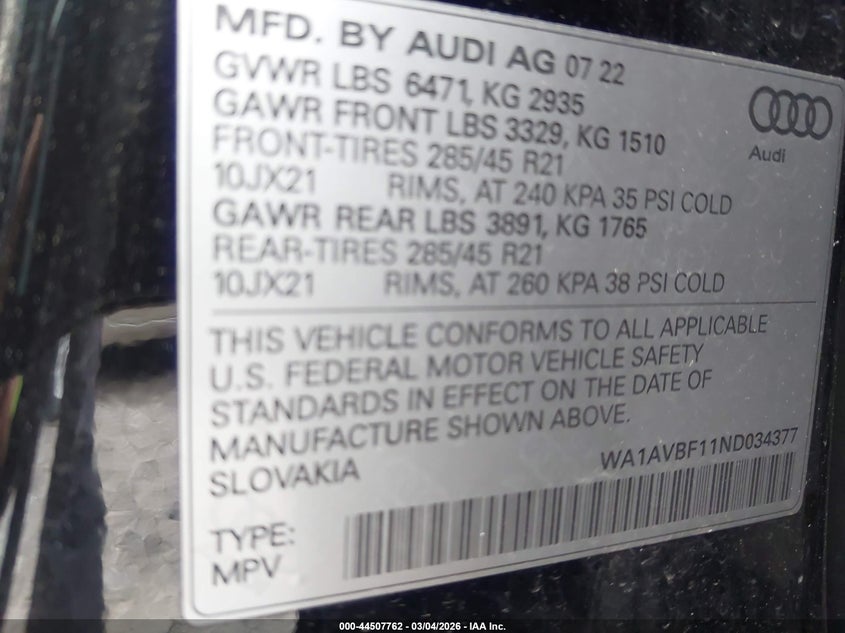 MFD. BY AUDI AG 07 22
GVWR LBS 6471, KG 2935
GAWR FRONT LBS 3329, KG 1510
FRONT-TIRES 285/45 R21
10JX21 RIMS, AT 240 KPA 35 PSI COLD
GAWR REAR LBS 3891, KG 1765
REAR-TIRES 285/45 R21
10JX21 RIMS, AT 260 KPA 38 PSI COLD
Audi
THIS VEHICLE CONFORMS TO ALL APPLICABLE
U.S. FEDERAL MOTOR VEHICLE SAFETY
STANDARDS IN EFFECT ON THE DATE OF
MANUFACTURE SHOWN ABOVE.
SLOVAKIA
WA1AVBF11ND034377
TYPE:
MPV
000-44507762 - 03/04/2026 - IAA Inc.